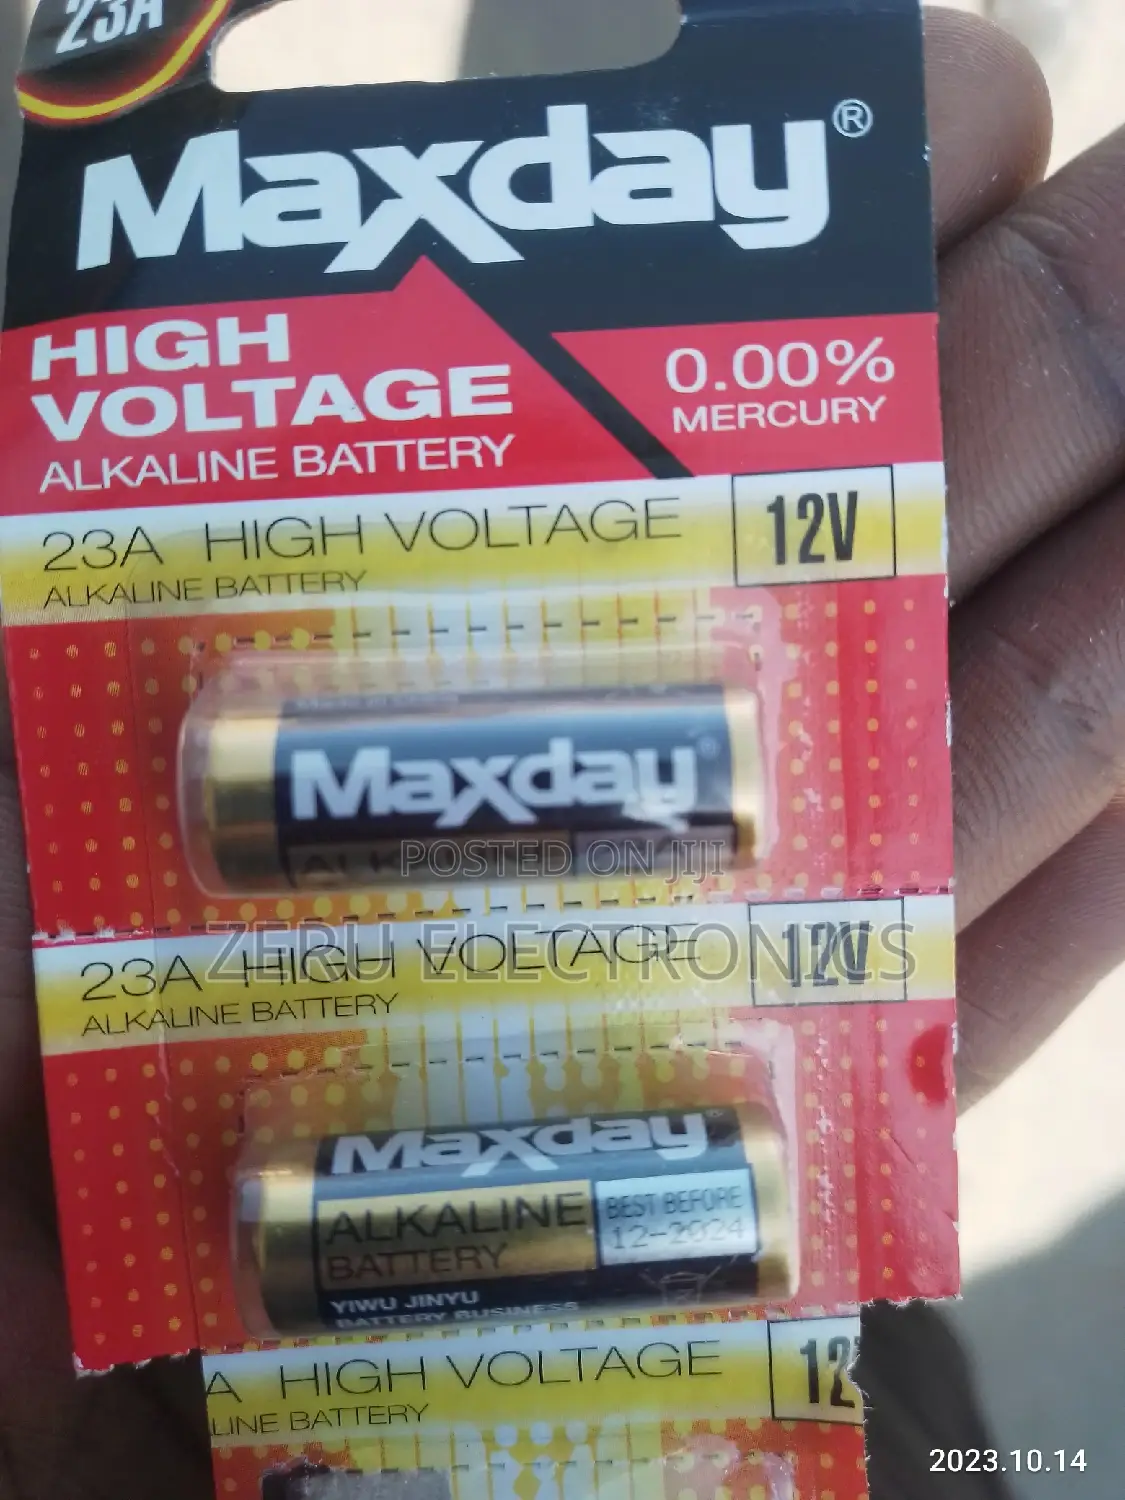 23A
Maxday®
HIGH
VOLTAGE
ALKALINE BATTERY
0.00%
MERCURY
23A HIGH VOLTAGE
ALKALINE BATTERY
12V
Maxday®
POSTED ON JIJI
ZERU ELECTRONICS
23A HIGH VOLTAGE
ALKALINE BATTERY
12V
Maxday®
ALKALINE
BATTERY
BEST BEFORE
12-2024
YIWU JINYU
BATTERY BUSINESS
A HIGH VOLTAGE
LINE BATTERY
12
2023.10.14